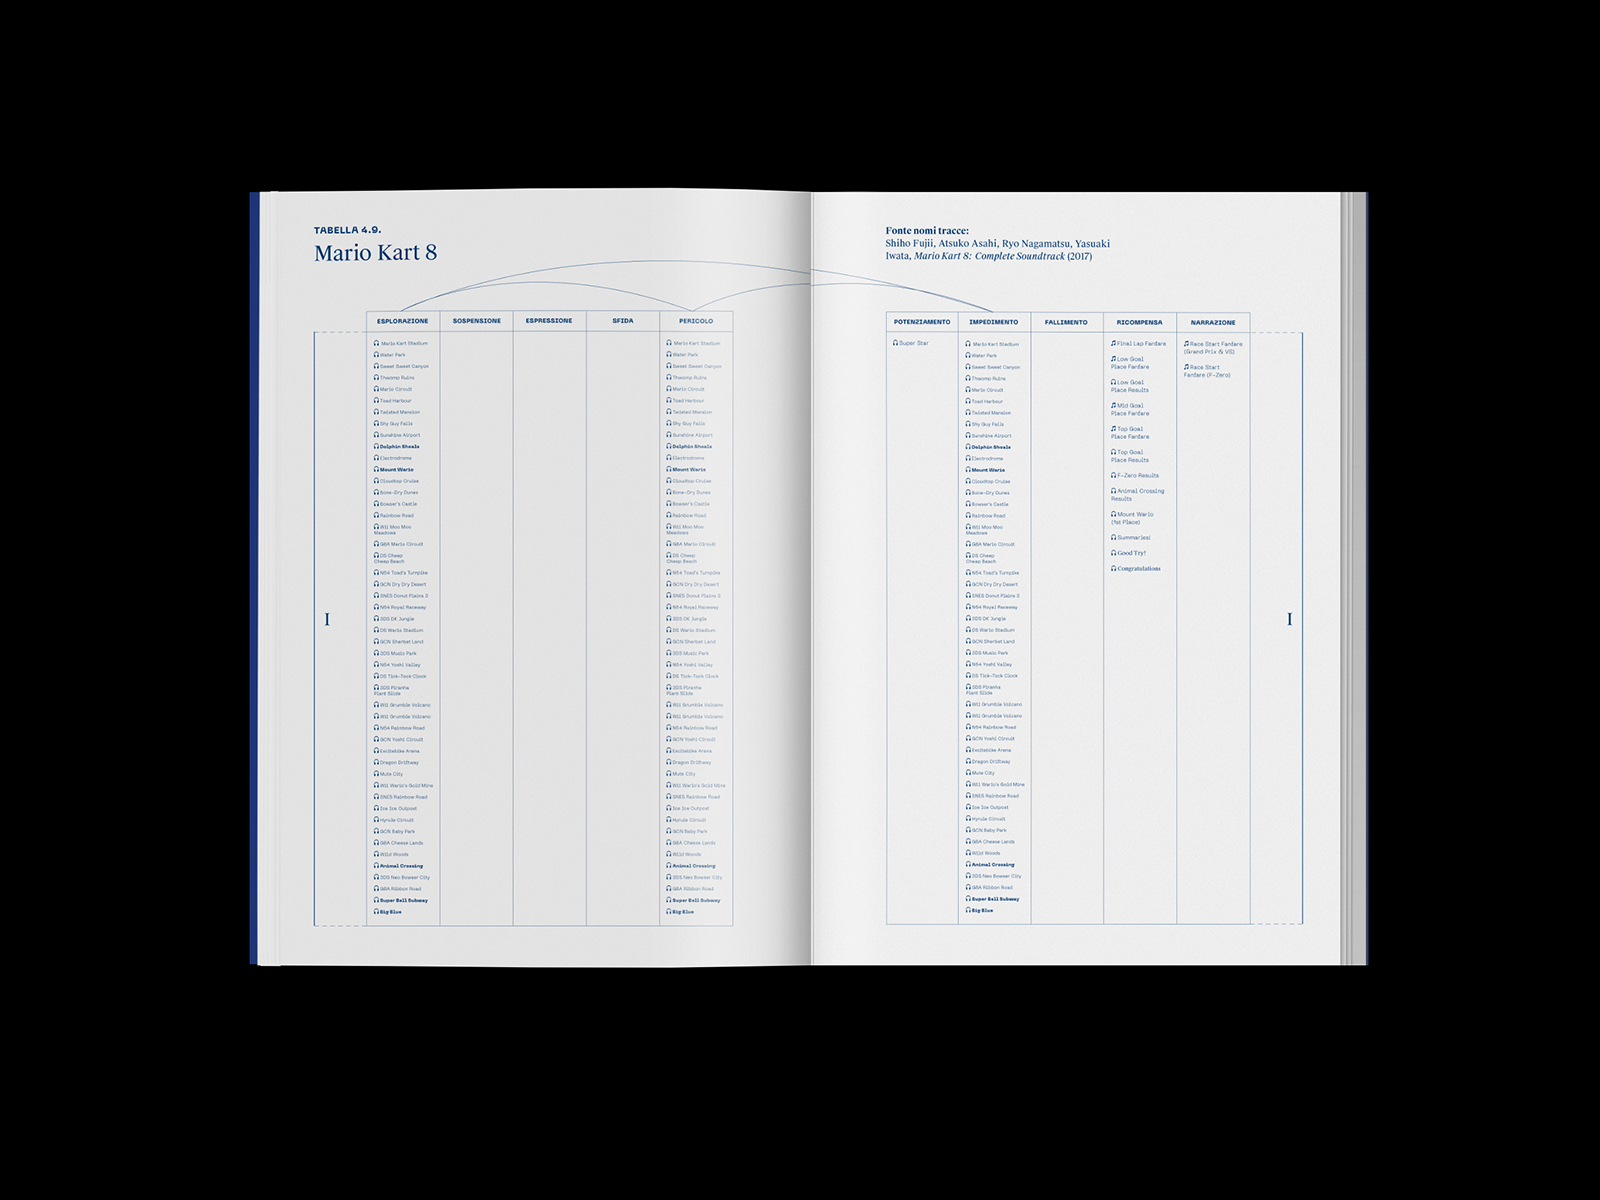 TABELLA 4.9.
Mario Kart 8
ESPLORAZIONE
SOSPENSIONE
ESPRESSIONE
SFIDA
PERICOLO
I
Mario Kart Stadium
Water Park
Sweet Sweet Canyon
Thwomp Ruins
Mario Circuit
Toad Harbour
Twisted Mansion
Shy Guy Falls
Sunshine Airport
Dolphin Shoals
Electrodrome
Mount Wario
Cloudtop Cruise
Bone-Dry Dunes
Bowser's Castle
Rainbow Road
Wii Moo Moo
Meadows
GBA Mario Circuit
DS Cheep
Cheep Beach
N64 Toad's Turnpike
GCN Dry Dry Desert
SNES Donut Plains 3
N64 Royal Raceway
3DS DK Jungle
DS Wario Stadium
GCN Sherbet Land
3DS Music Park
N64 Yoshi Valley
DS Tick-Tock Clock
3DS Piranha
Plant Slide
Wii Grumble Volcano
Wii Grumble Volcano
N64 Rainbow Road
GCN Yoshi Circuit
Excitebike Arena
Dragon Driftway
Mute City
Wii Wario's Gold Mine
SNES Rainbow Road
Ice Ice Outpost
Hyrule Circuit
GCN Baby Park
GBA Cheese Lands
Wild Woods
Animal Crossing
3DS Neo Bowser City
GBA Ribbon Road
Super Bell Subway
Big Blue
Mario Kart Stadium
Water Park
Sweet Sweet Canyon
Thwomp Ruins
Mario Circuit
Toad Harbour
Twisted Mansion
Shy Guy Falls
Sunshine Airport
Dolphin Shoals
Electrodrome
Mount Wario
Cloudtop Cruise
Bone-Dry Dunes
Bowser's Castle
Rainbow Road
Wii Moo Moo
Meadows
GBA Mario Circuit
DS Cheep
Cheep Beach
N64 Toad's Turnpike
GCN Dry Dry Desert
SNES Donut Plains 3
N64 Royal Raceway
3DS DK Jungle
DS Wario Stadium
GCN Sherbet Land
3DS Music Park
N64 Yoshi Valley
DS Tick-Tock Clock
3DS Piranha
Plant Slide
Wii Grumble Volcano
Wii Grumble Volcano
N64 Rainbow Road
GCN Yoshi Circuit
Excitebike Arena
Dragon Driftway
Mute City
Wii Wario's Gold Mine
SNES Rainbow Road
Ice Ice Outpost
Hyrule Circuit
GCN Baby Park
GBA Cheese Lands
Wild Woods
Animal Crossing
3DS Neo Bowser City
GBA Ribbon Road
Super Bell Subway
Big Blue
Fonte nomi tracce:
Shiho Fujii, Atsuko Asahi, Ryo Nagamatsu, Yasuaki
Iwata, Mario Kart 8: Complete Soundtrack (2017)
POTENZIAMENTO
IMPEDIMENTO
FALLIMENTO
RICOMPENSA
NARRAZIONE
Super Star
Mario Kart Stadium
Water Park
Sweet Sweet Canyon
Thwomp Ruins
Mario Circuit
Toad Harbour
Twisted Mansion
Shy Guy Falls
Sunshine Airport
Dolphin Shoals
Electrodrome
Mount Wario
Cloudtop Cruise
Bone-Dry Dunes
Bowser's Castle
Rainbow Road
Wii Moo Moo
Meadows
GBA Mario Circuit
DS Cheep
Cheep Beach
N64 Toad's Turnpike
GCN Dry Dry Desert
SNES Donut Plains 3
N64 Royal Raceway
3DS DK Jungle
DS Wario Stadium
GCN Sherbet Land
3DS Music Park
N64 Yoshi Valley
DS Tick-Tock Clock
3DS Piranha
Plant Slide
Wii Grumble Volcano
Wii Grumble Volcano
N64 Rainbow Road
GCN Yoshi Circuit
Excitebike Arena
Dragon Driftway
Mute City
Wii Wario's Gold Mine
SNES Rainbow Road
Ice Ice Outpost
Hyrule Circuit
GCN Baby Park
GBA Cheese Lands
Wild Woods
Animal Crossing
3DS Neo Bowser City
GBA Ribbon Road
Super Bell Subway
Big Blue
Final Lap Fanfare
Low Goal
Place Fanfare
Low Goal
Place Results
Mid Goal
Place Fanfare
Top Goal
Place Fanfare
Top Goal
Place Results
F-Zero Results
Animal Crossing
Results
Mount Wario
(1st Place)
Summaries!
Good Try!
Congratulations
Race Start Fanfare
(Grand Prix & VS)
Race Start
Fanfare (F-Zero)
I